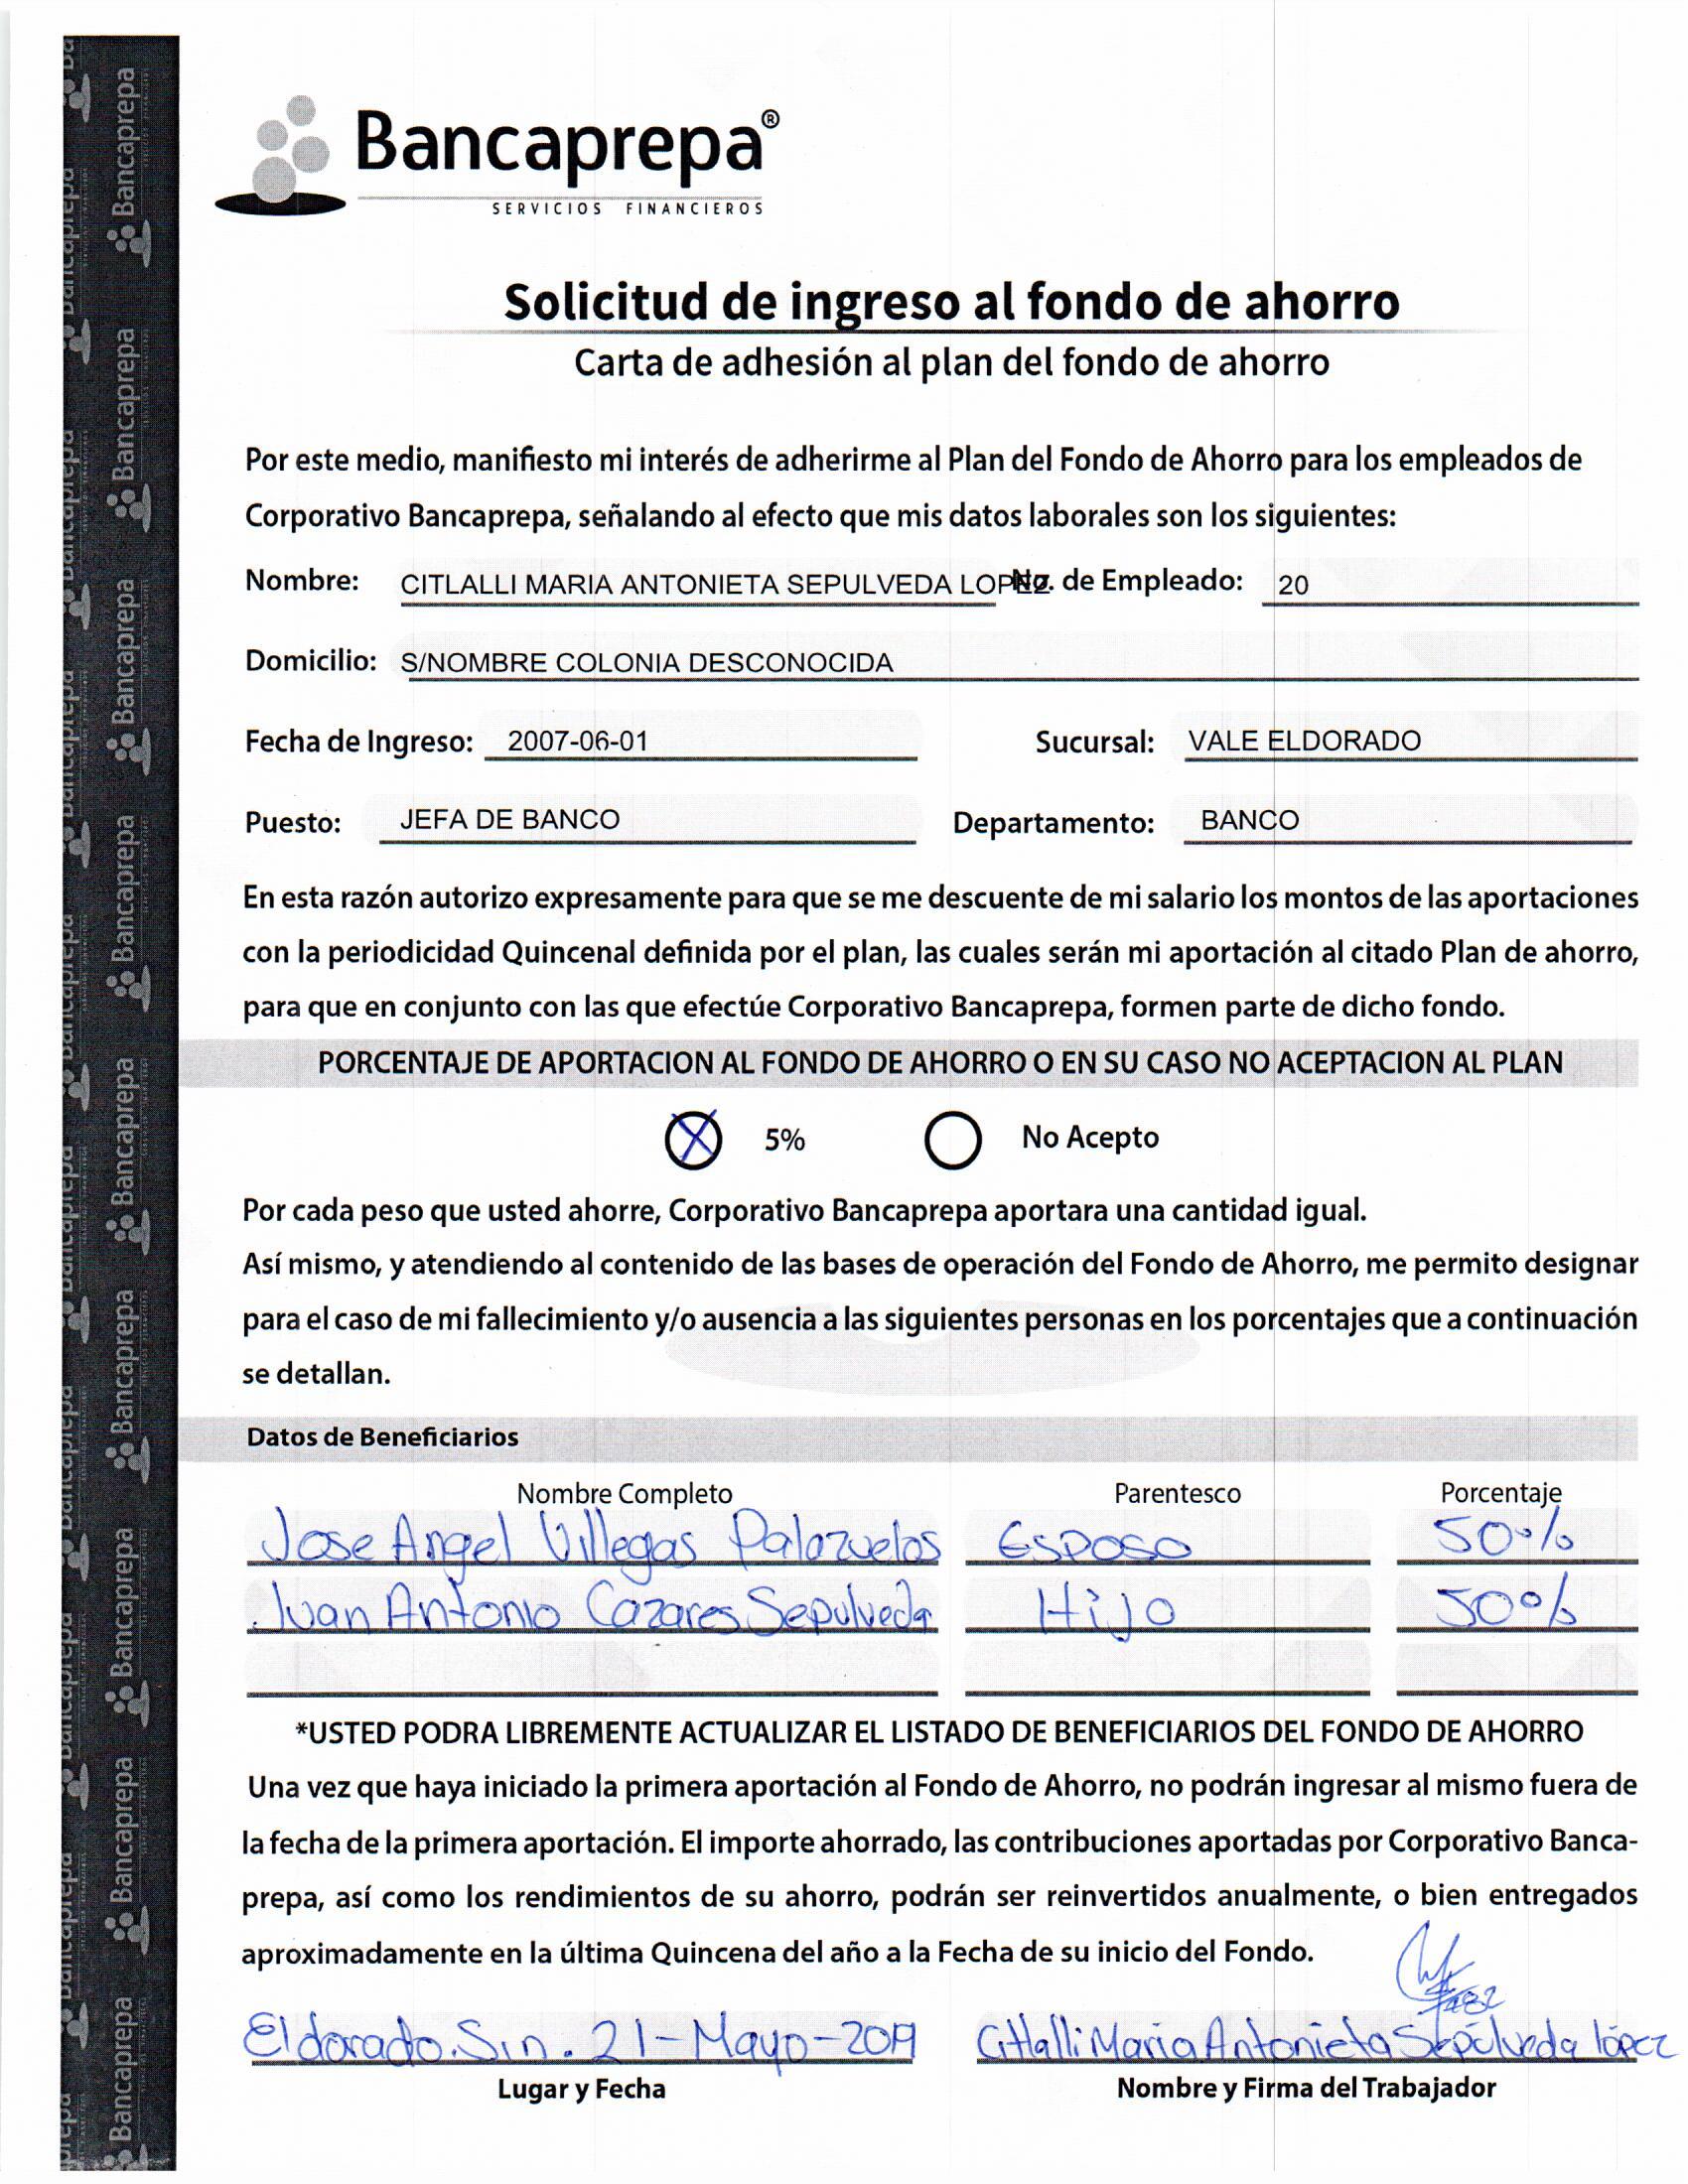 Bancaprepa®
SERVICIOS FINANCIEROS
Solicitud de ingreso al fondo de ahorro
Carta de adhesión al plan del fondo de ahorro
Por este medio, manifiesto mi interés de adherirme al Plan del Fondo de Ahorro para los empleados de
Corporativo Bancaprepa, señalando al efecto que mis datos laborales son los siguientes:
Nombre: CITLALLI MARIA ANTONIETA SEPULVEDA LOPEZ No. de Empleado: 20
Domicilio: S/NOMBRE COLONIA DESCONOCIDA
Fecha de Ingreso: 2007-06-01 Sucursal: VALE ELDORADO
Puesto: JEFA DE BANCO Departamento: BANCO
En esta razón autorizo expresamente para que se me descuente de mi salario los montos de las aportaciones
con la periodicidad Quincenal definida por el plan, las cuales serán mi aportación al citado Plan de ahorro,
para que en conjunto con las que efectúe Corporativo Bancaprepa, formen parte de dicho fondo.
PORCENTAJE DE APORTACION AL FONDO DE AHORRO O EN SU CASO NO ACEPTACION AL PLAN
X 5% No Acepto
Por cada peso que usted ahorre, Corporativo Bancaprepa aportara una cantidad igual.
Así mismo, y atendiendo al contenido de las bases de operación del Fondo de Ahorro, me permito designar
para el caso de mi fallecimiento y/o ausencia a las siguientes personas en los porcentajes que a continuación
se detallan.
Datos de Beneficiarios
Nombre Completo Parentesco Porcentaje
Jose Angel Villegas Palazuelos Esposo 50%
Juan Antonio Cazares Sepulveda Hijo 50%
*USTED PODRA LIBREMENTE ACTUALIZAR EL LISTADO DE BENEFICIARIOS DEL FONDO DE AHORRO
Una vez que haya iniciado la primera aportación al Fondo de Ahorro, no podrán ingresar al mismo fuera de
la fecha de la primera aportación. El importe ahorrado, las contribuciones aportadas por Corporativo Banca-
prepa, así como los rendimientos de su ahorro, podrán ser reinvertidos anualmente, o bien entregados
aproximadamente en la última Quincena del año a la Fecha de su inicio del Fondo.
Eldorado. Sin. 21-Mayo-2019 Citlalli Maria Antonieta Sepúlveda lópez
Lugar y Fecha Nombre y Firma del Trabajador